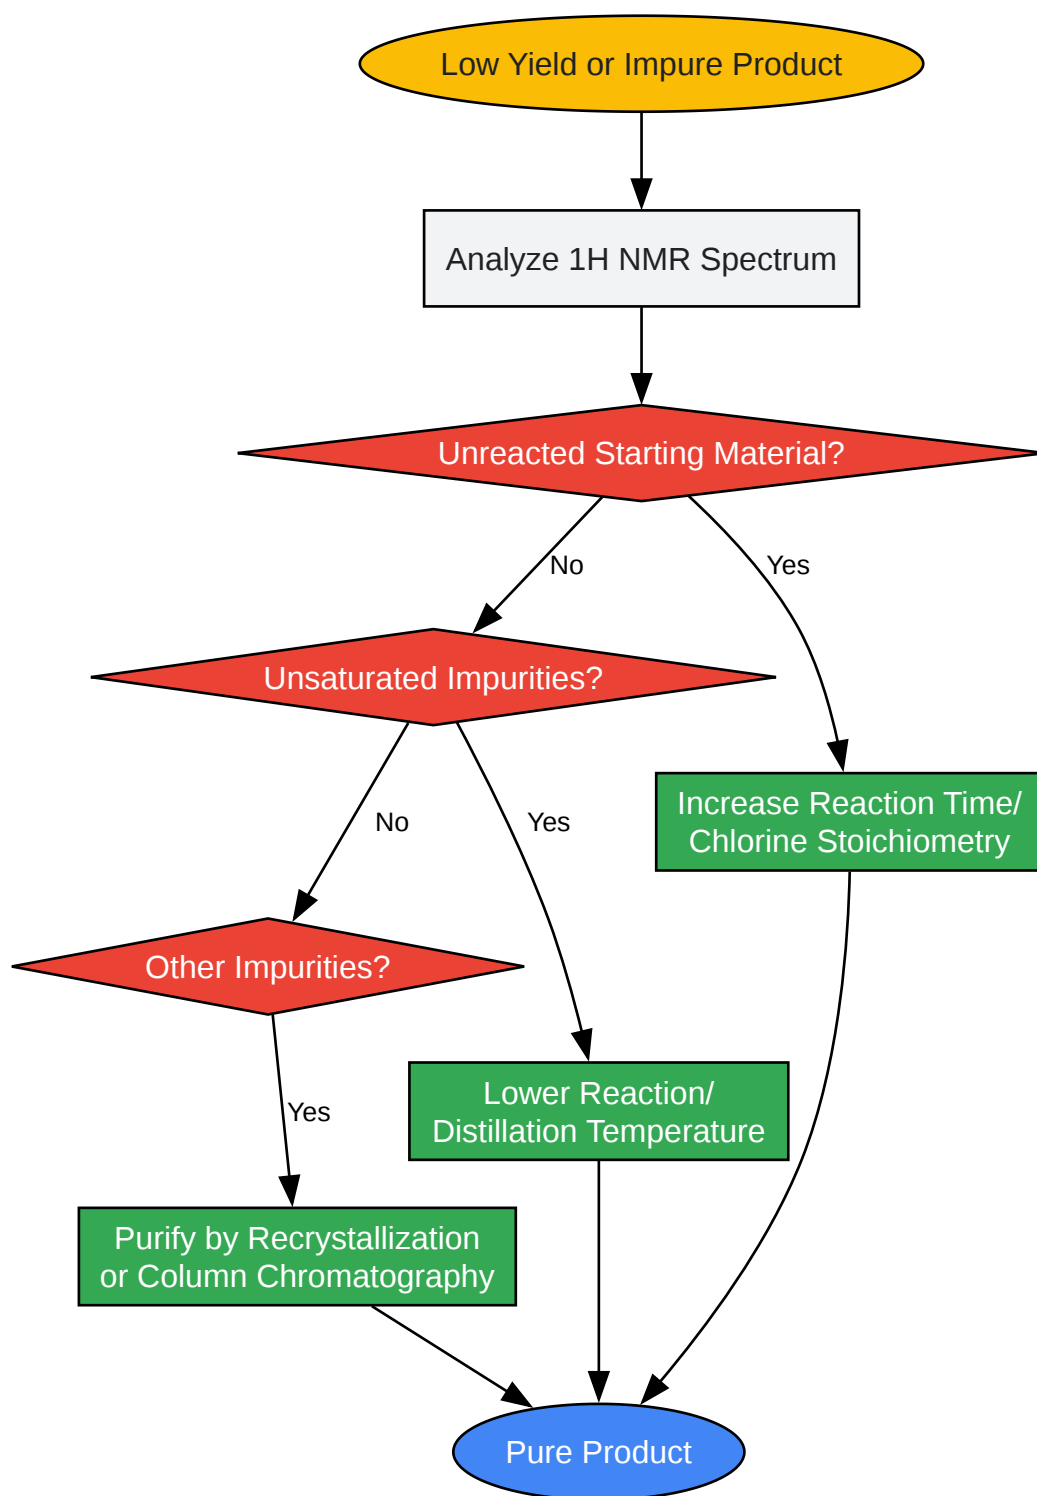 Low Yield or Impure Product
Analyze 1H NMR Spectrum
Unreacted Starting Material?
No
Yes
Unsaturated Impurities?
Increase Reaction Time/
Chlorine Stoichiometry
No
Yes
Other Impurities?
Lower Reaction/
Distillation Temperature
Yes
Purify by Recrystallization
or Column Chromatography
Pure Product